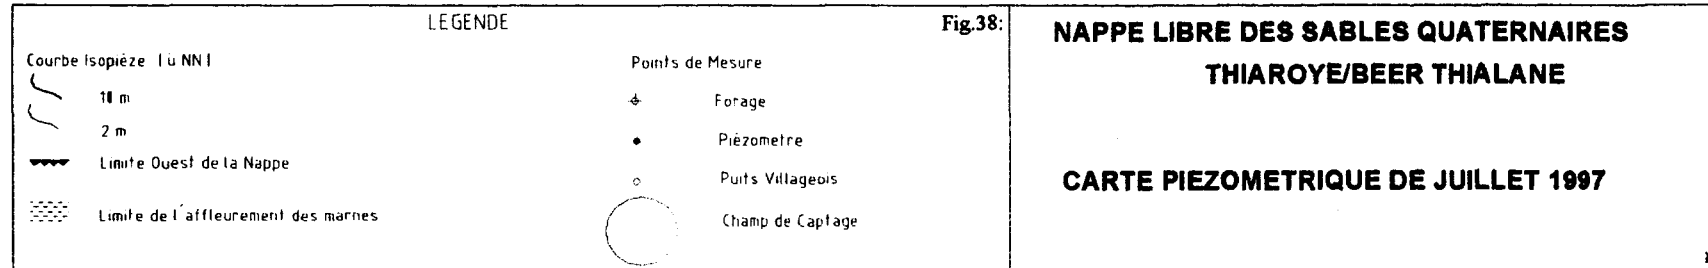 LEGENDE
Courbe Isopièze (ü NN)
10 m
2 m
Limite Ouest de la Nappe
Limite de l'affleurement des marnes
Points de Mesure
Forage
Pièzometre
Puits Villageois
Champ de Captage
Fig.38:
NAPPE LIBRE DES SABLES QUATERNAIRES
THIAROYE/BEER THIALANE
CARTE PIEZOMETRIQUE DE JUILLET 1997